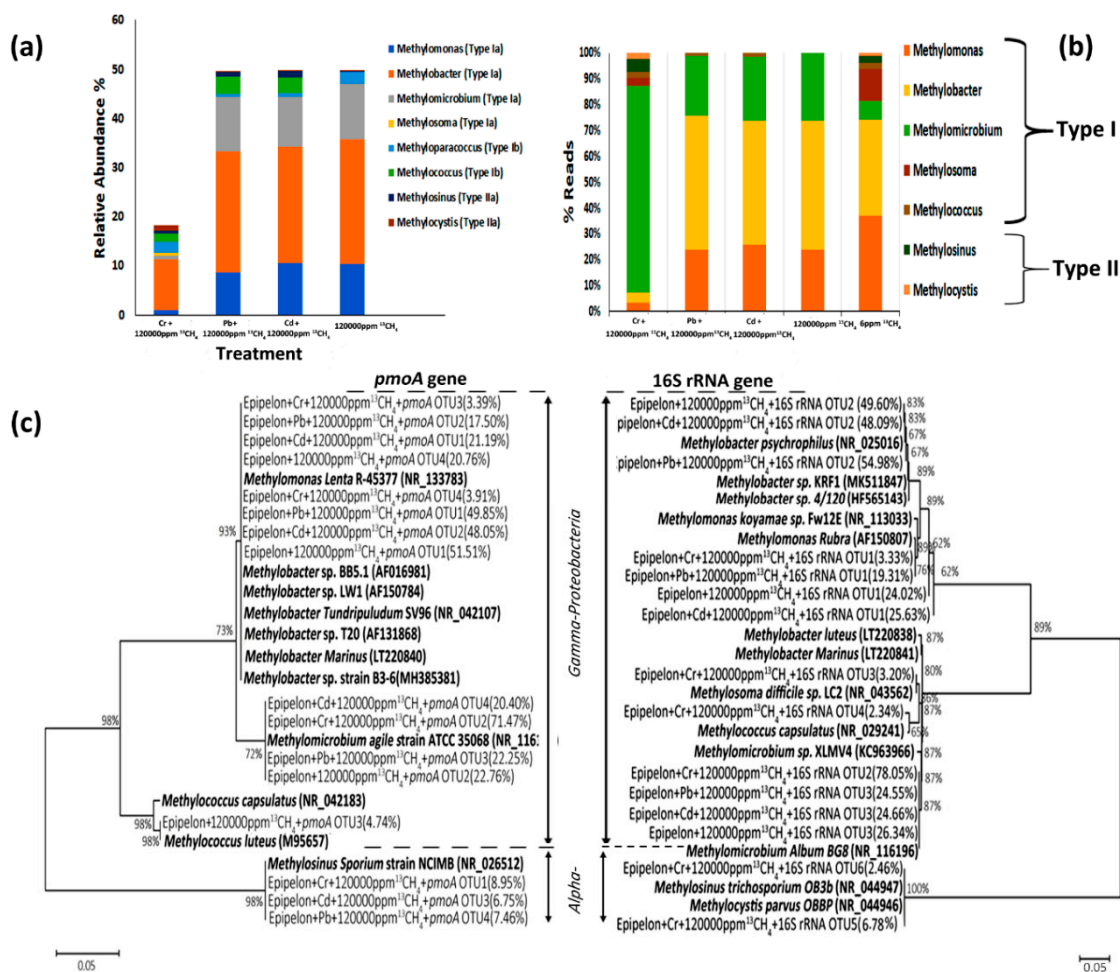 (a)
60
50
40
30
20
10
0
Relative Abundance %
Cr +
120000ppm ¹³CH₄
Pb+
120000ppm ¹³CH₄
Cd +
120000ppm ¹³CH₄
120000ppm ¹³CH₄
Treatment
Methylomonas (Type Ia)
Methylobacter (Type Ia)
Methylomicrobium (Type Ia)
Methylosoma (Type Ia)
Methyloparacoccus (Type Ib)
Methylococcus (Type Ib)
Methylosinus (Type IIa)
Methylocystis (Type IIa)
(b)
100%
90%
80%
70%
60%
50%
40%
30%
20%
10%
0%
% Reads
Cr +
120000ppm ¹³CH₄
Pb +
120000ppm ¹³CH₄
Cd +
120000ppm ¹³CH₄
120000ppm ¹³CH₄
6ppm ¹³CH₄
Methylomonas
Methylobacter
Methylomicrobium
Methylosoma
Methylococcus
Methylosinus
Methylocystis
Type I
Type II
(c)
pmoA gene
Epipelon+Cr+120000ppm¹³CH₄+pmoA OTU3(3.39%)
Epipelon+Pb+120000ppm¹³CH₄+pmoA OTU2(17.50%)
Epipelon+Cd+120000ppm¹³CH₄+pmoA OTU1(21.19%)
Epipelon+120000ppm¹³CH₄+pmoA OTU4(20.76%)
Methylomonas Lenta R-45377 (NR_133783)
Epipelon+Cr+120000ppm¹³CH₄+pmoA OTU4(3.91%)
Epipelon+Pb+120000ppm¹³CH₄+pmoA OTU1(49.85%)
Epipelon+Cd+120000ppm¹³CH₄+pmoA OTU2(48.05%)
Epipelon+120000ppm¹³CH₄+pmoA OTU1(51.51%)
Methylobacter sp. BB5.1 (AF016981)
Methylobacter sp. LW1 (AF150784)
Methylobacter Tundripuludum SV96 (NR_042107)
Methylobacter sp. T20 (AF131868)
Methylobacter Marinus (LT220840)
Methylobacter sp. strain B3-6(MH385381)
Epipelon+Cd+120000ppm¹³CH₄+pmoA OTU4(20.40%)
Epipelon+Cr+120000ppm¹³CH₄+pmoA OTU2(71.47%)
Methylomicrobium agile strain ATCC 35068 (NR_116
Epipelon+Pb+120000ppm¹³CH₄+pmoA OTU3(22.25%)
Epipelon+120000ppm¹³CH₄+pmoA OTU2(22.76%)
Methylococcus capsulatus (NR_042183)
Epipelon+120000ppm¹³CH₄+pmoA OTU3(4.74%)
Methylococcus luteus (M95657)
Methylosinus Sporium strain NCIMB (NR_026512)
Epipelon+Cr+120000ppm¹³CH₄+pmoA OTU1(8.95%)
Epipelon+Cd+120000ppm¹³CH₄+pmoA OTU3(6.75%)
Epipelon+Pb+120000ppm¹³CH₄+pmoA OTU4(7.46%)
93%
73%
98%
72%
98%
98%
98%
0.05
Gamma-Proteobacteria
Alpha-
16S rRNA gene
Epipelon+120000ppm¹³CH₄+16S rRNA OTU2 (49.60%)
pipelon+Cd+120000ppm¹³CH₄+16S rRNA OTU2 (48.09%)
Methylobacter psychrophilus (NR_025016)
Epipelon+Pb+120000ppm¹³CH₄+16S rRNA OTU2 (54.98%)
Methylobacter sp. KRF1 (MK511847)
Methylobacter sp. 4/120 (HF565143)
Methylomonas koyamae sp. Fw12E (NR_113033)
Methylomonas Rubra (AF150807)
Epipelon+Cr+120000ppm¹³CH₄+16S rRNA OTU1(3.33%)
Epipelon+Pb+120000ppm¹³CH₄+16S rRNA OTU1(19.31%)
Epipelon+120000ppm¹³CH₄+16S rRNA OTU1(24.02%)
Epipelon+Cd+120000ppm¹³CH₄+16S rRNA OTU1(25.63%)
Methylobacter luteus (LT220838)
Methylobacter Marinus (LT220841)
Epipelon+Cr+120000ppm¹³CH₄+16S rRNA OTU3(3.20%)
Methylosoma difficile sp. LC2 (NR_043562)
Epipelon+Cr+120000ppm¹³CH₄+16S rRNA OTU4(2.34%)
Methylococcus capsulatus (NR_029241)
Methylomicrobium sp. XLMV4 (KC963966)
Epipelon+Cr+120000ppm¹³CH₄+16S rRNA OTU2(78.05%)
Epipelon+Pb+120000ppm¹³CH₄+16S rRNA OTU3(24.55%)
Epipelon+Cd+120000ppm¹³CH₄+16S rRNA OTU3(24.66%)
Epipelon+120000ppm¹³CH₄+16S rRNA OTU3(26.34%)
Methylomicrobium Album BG8 (NR_116196)
Epipelon+Cr+120000ppm¹³CH₄+16S rRNA OTU6(2.46%)
Methylosinus trichosporium OB3b (NR_044947)
Methylocystis parvus OBBP (NR_044946)
Epipelon+Cr+120000ppm¹³CH₄+16S rRNA OTU5(6.78%)
83%
83%
67%
67%
89%
89%
62%
89%
76%
62%
89%
87%
80%
87%
65%
87%
87%
87%
100%
0.05